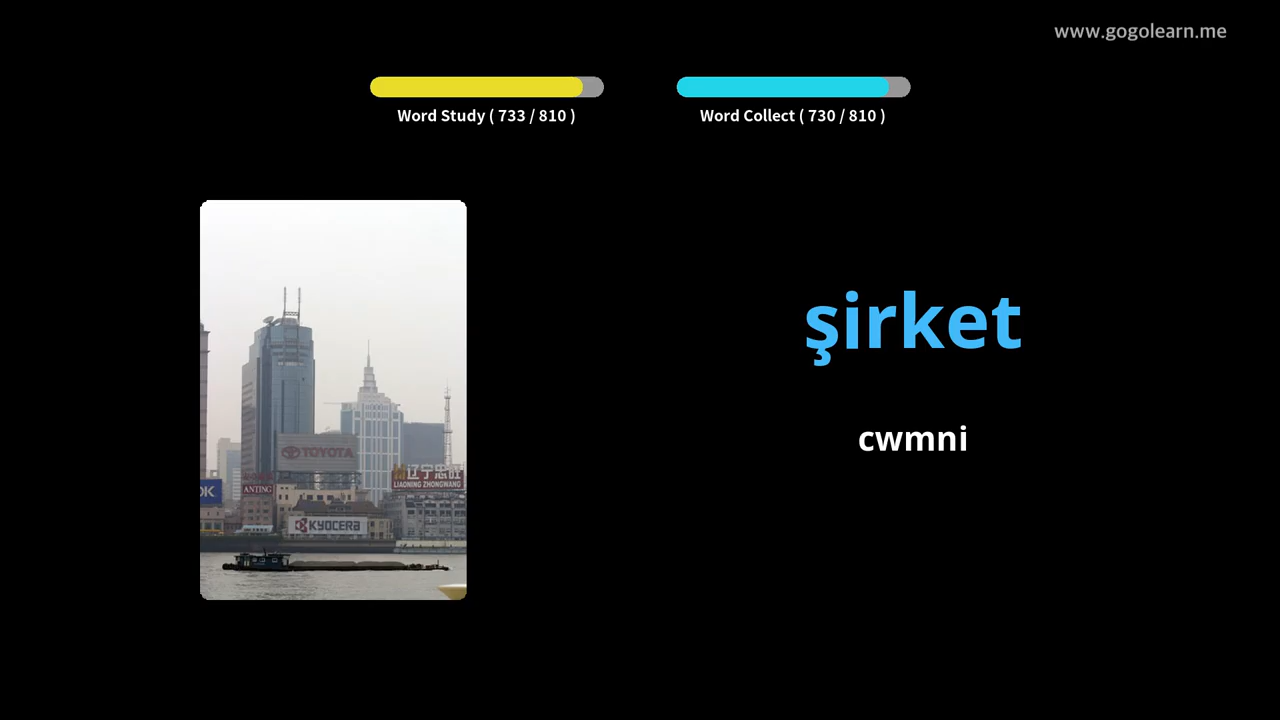 www.gogolearn.me
Word Study ( 733 / 810 )
Word Collect ( 730 / 810 )
şirket
cwmni
TOYOTA
辽宁忠旺
LIAONING ZHONGWANG
OK
ANTING
KYOCERA